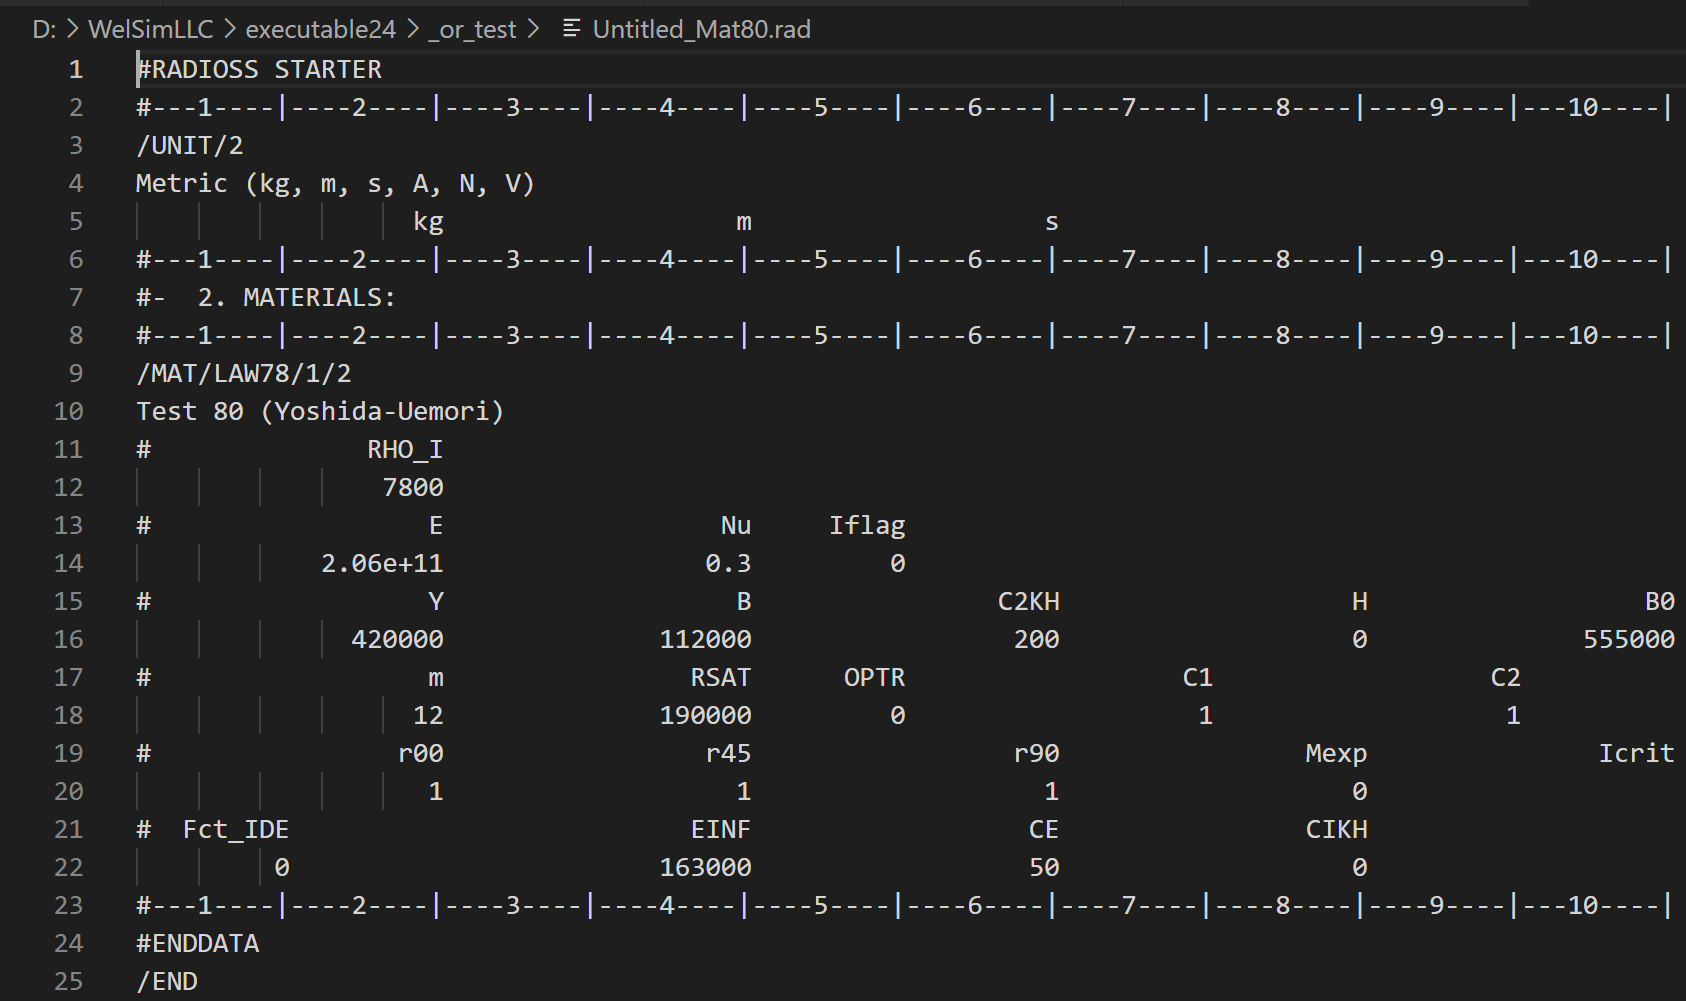 D: > WelSimLLC > executable24 > _or_test > Untitled_Mat80.rad
1 #RADIOSS STARTER
2 #---1----|----2----|----3----|----4----|----5----|----6----|----7----|----8----|----9----|---10----|
3 /UNIT/2
4 Metric (kg, m, s, A, N, V)
5                   kg                   m                   s
6 #---1----|----2----|----3----|----4----|----5----|----6----|----7----|----8----|----9----|---10----|
7 #-  2. MATERIALS:
8 #---1----|----2----|----3----|----4----|----5----|----6----|----7----|----8----|----9----|---10----|
9 /MAT/LAW78/1/2
10 Test 80 (Yoshida-Uemori)
11 #              RHO_I
12                 7800
13 #                  E                  Nu     Iflag
14             2.06e+11                 0.3         0
15 #                  Y                   B                C2KH                   H                  B0
16               420000              112000                 200                   0              555000
17 #                  m                RSAT      OPTR                  C1                  C2
18                   12              190000         0                   1                   1
19 #                r00                 r45                 r90                Mexp               Icrit
20                    1                   1                   1                   0
21 #  Fct_IDE                          EINF                  CE                CIKH
22          0                        163000                  50                   0
23 #---1----|----2----|----3----|----4----|----5----|----6----|----7----|----8----|----9----|---10----|
24 #ENDDATA
25 /END